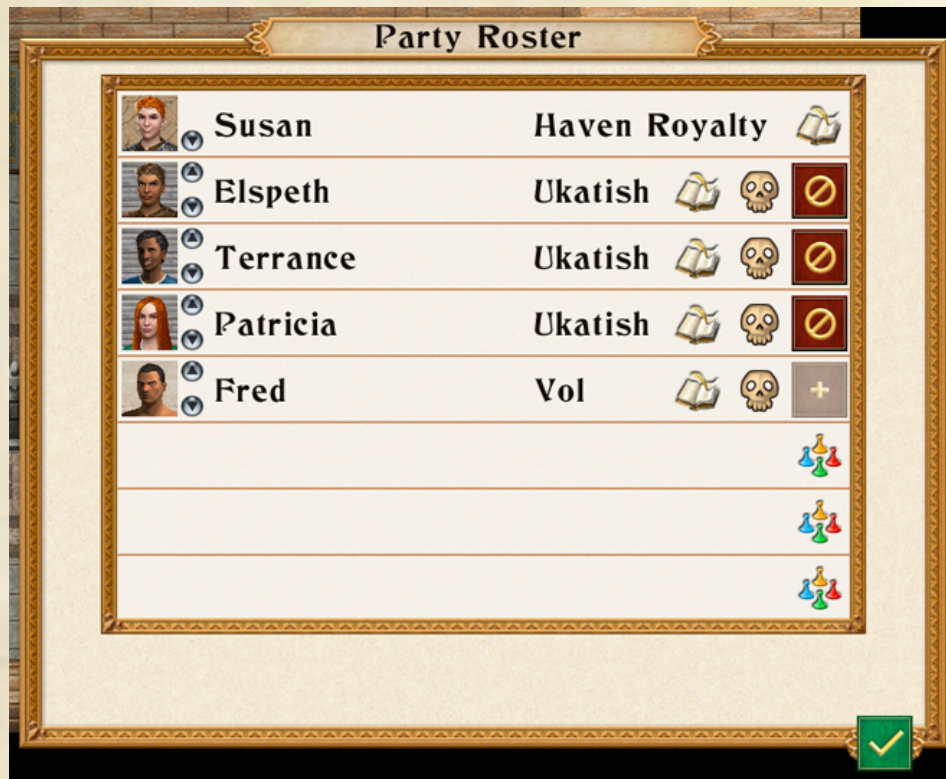 Party Roster
Susan Haven Royalty
Elspeth Ukatish
Terrance Ukatish
Patricia Ukatish
Fred Vol